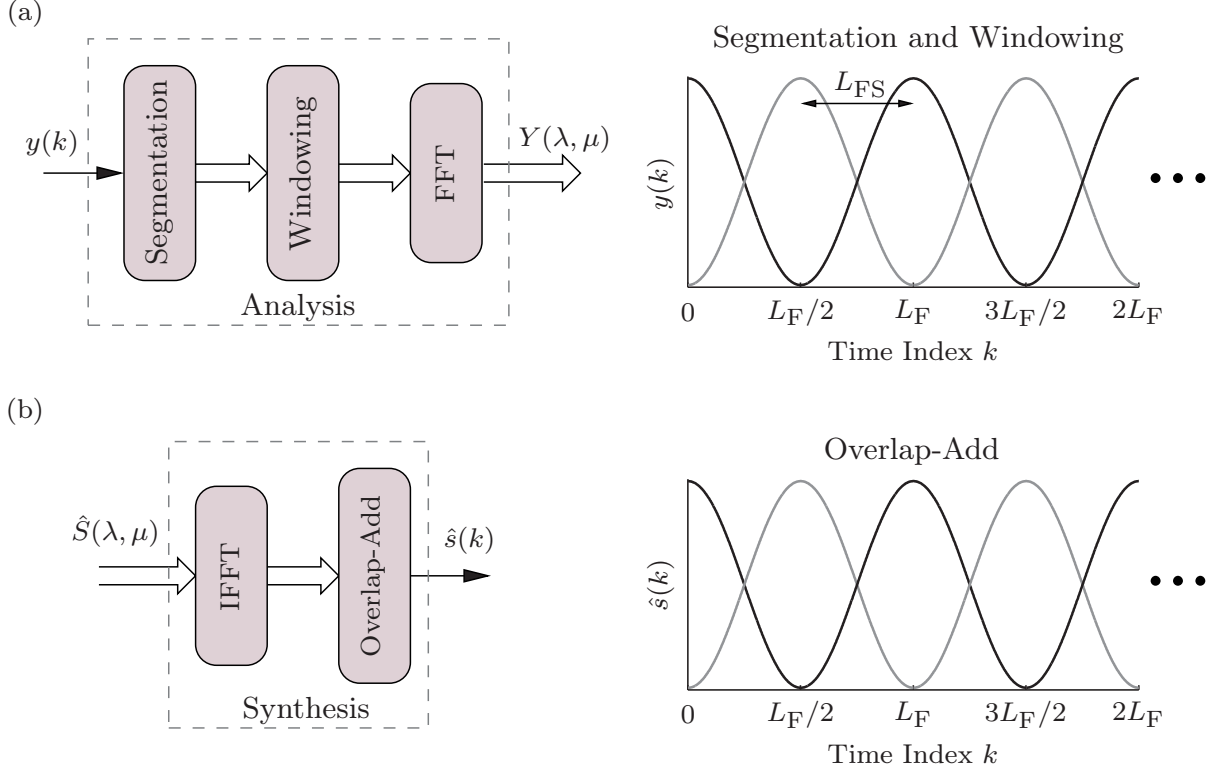 (a)
y(k)
Segmentation
Windowing
FFT
Y(λ, μ)
Analysis
Segmentation and Windowing
L_FS
y(k)
0 L_F/2 L_F 3L_F/2 2L_F
Time Index k
(b)
Ŝ(λ, μ)
IFFT
Overlap-Add
ŝ(k)
Synthesis
Overlap-Add
ŝ(k)
0 L_F/2 L_F 3L_F/2 2L_F
Time Index k